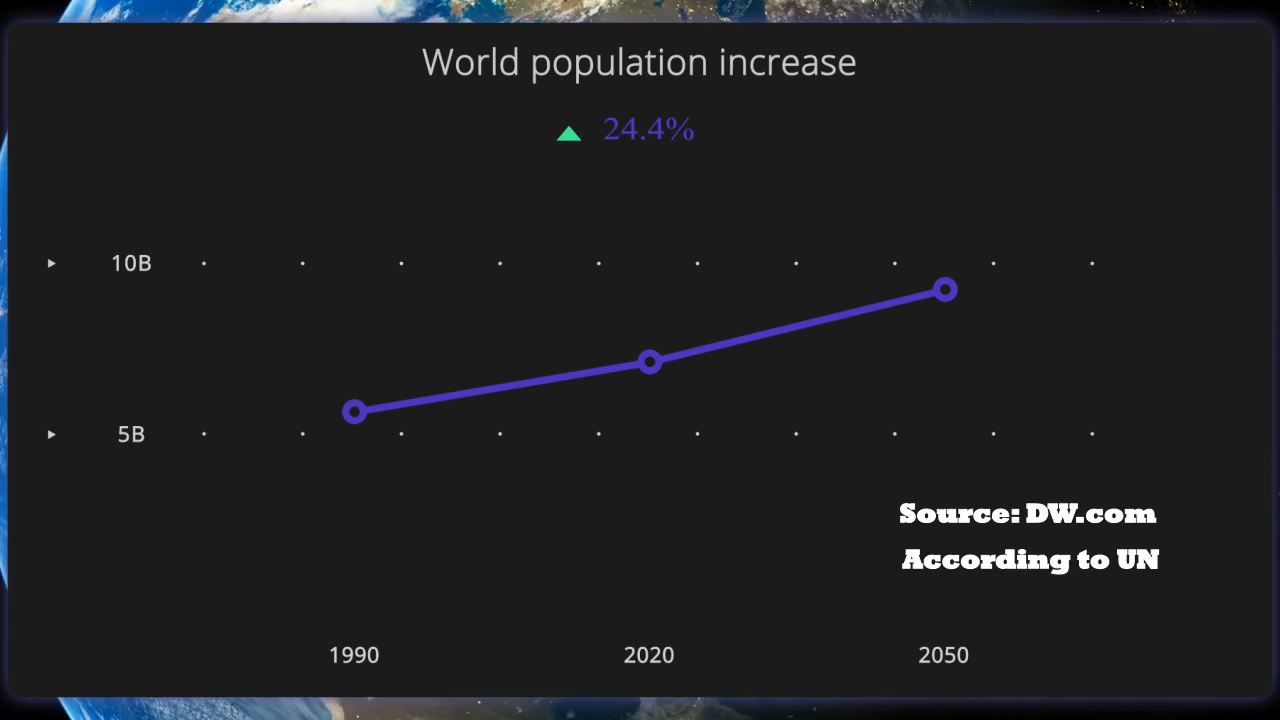 World population increase
24.4%
10B
5B
Source: DW.com
According to UN
1990 2020 2050